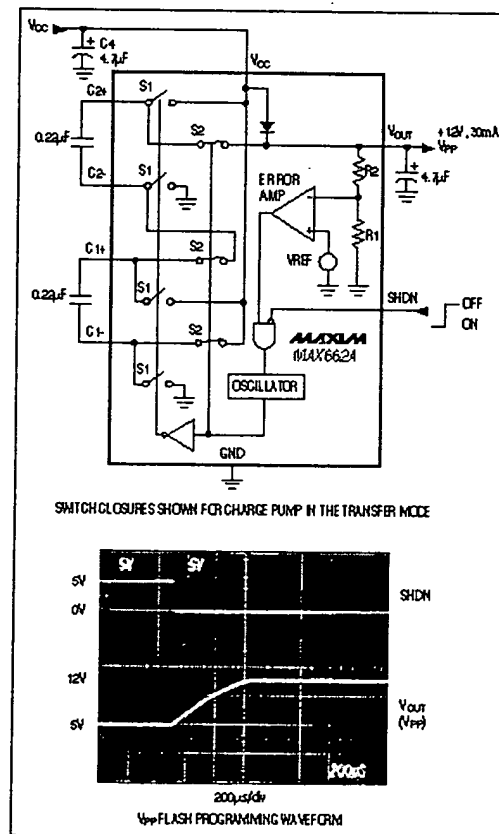 VCC
C4
4.7µF
VCC
C2+
S1
0.22µF
S2
VOUT
+12V, 30mA
VPP
R2
4.7µF
C2-
S1
ERROR
AMP
R1
C1+
S2
VREF
0.22µF
S1
SHDN
OFF
ON
C1-
S2
MAXIM
MAX662A
S1
OSCILLATOR
GND
SWITCH CLOSURES SHOWN FOR CHARGE PUMP IN THE TRANSFER MODE
5V
5V
5V
SHDN
0V
12V
VOUT
(VPP)
5V
200µS
200µs/div
VPP FLASH PROGRAMMING WAVEFORM